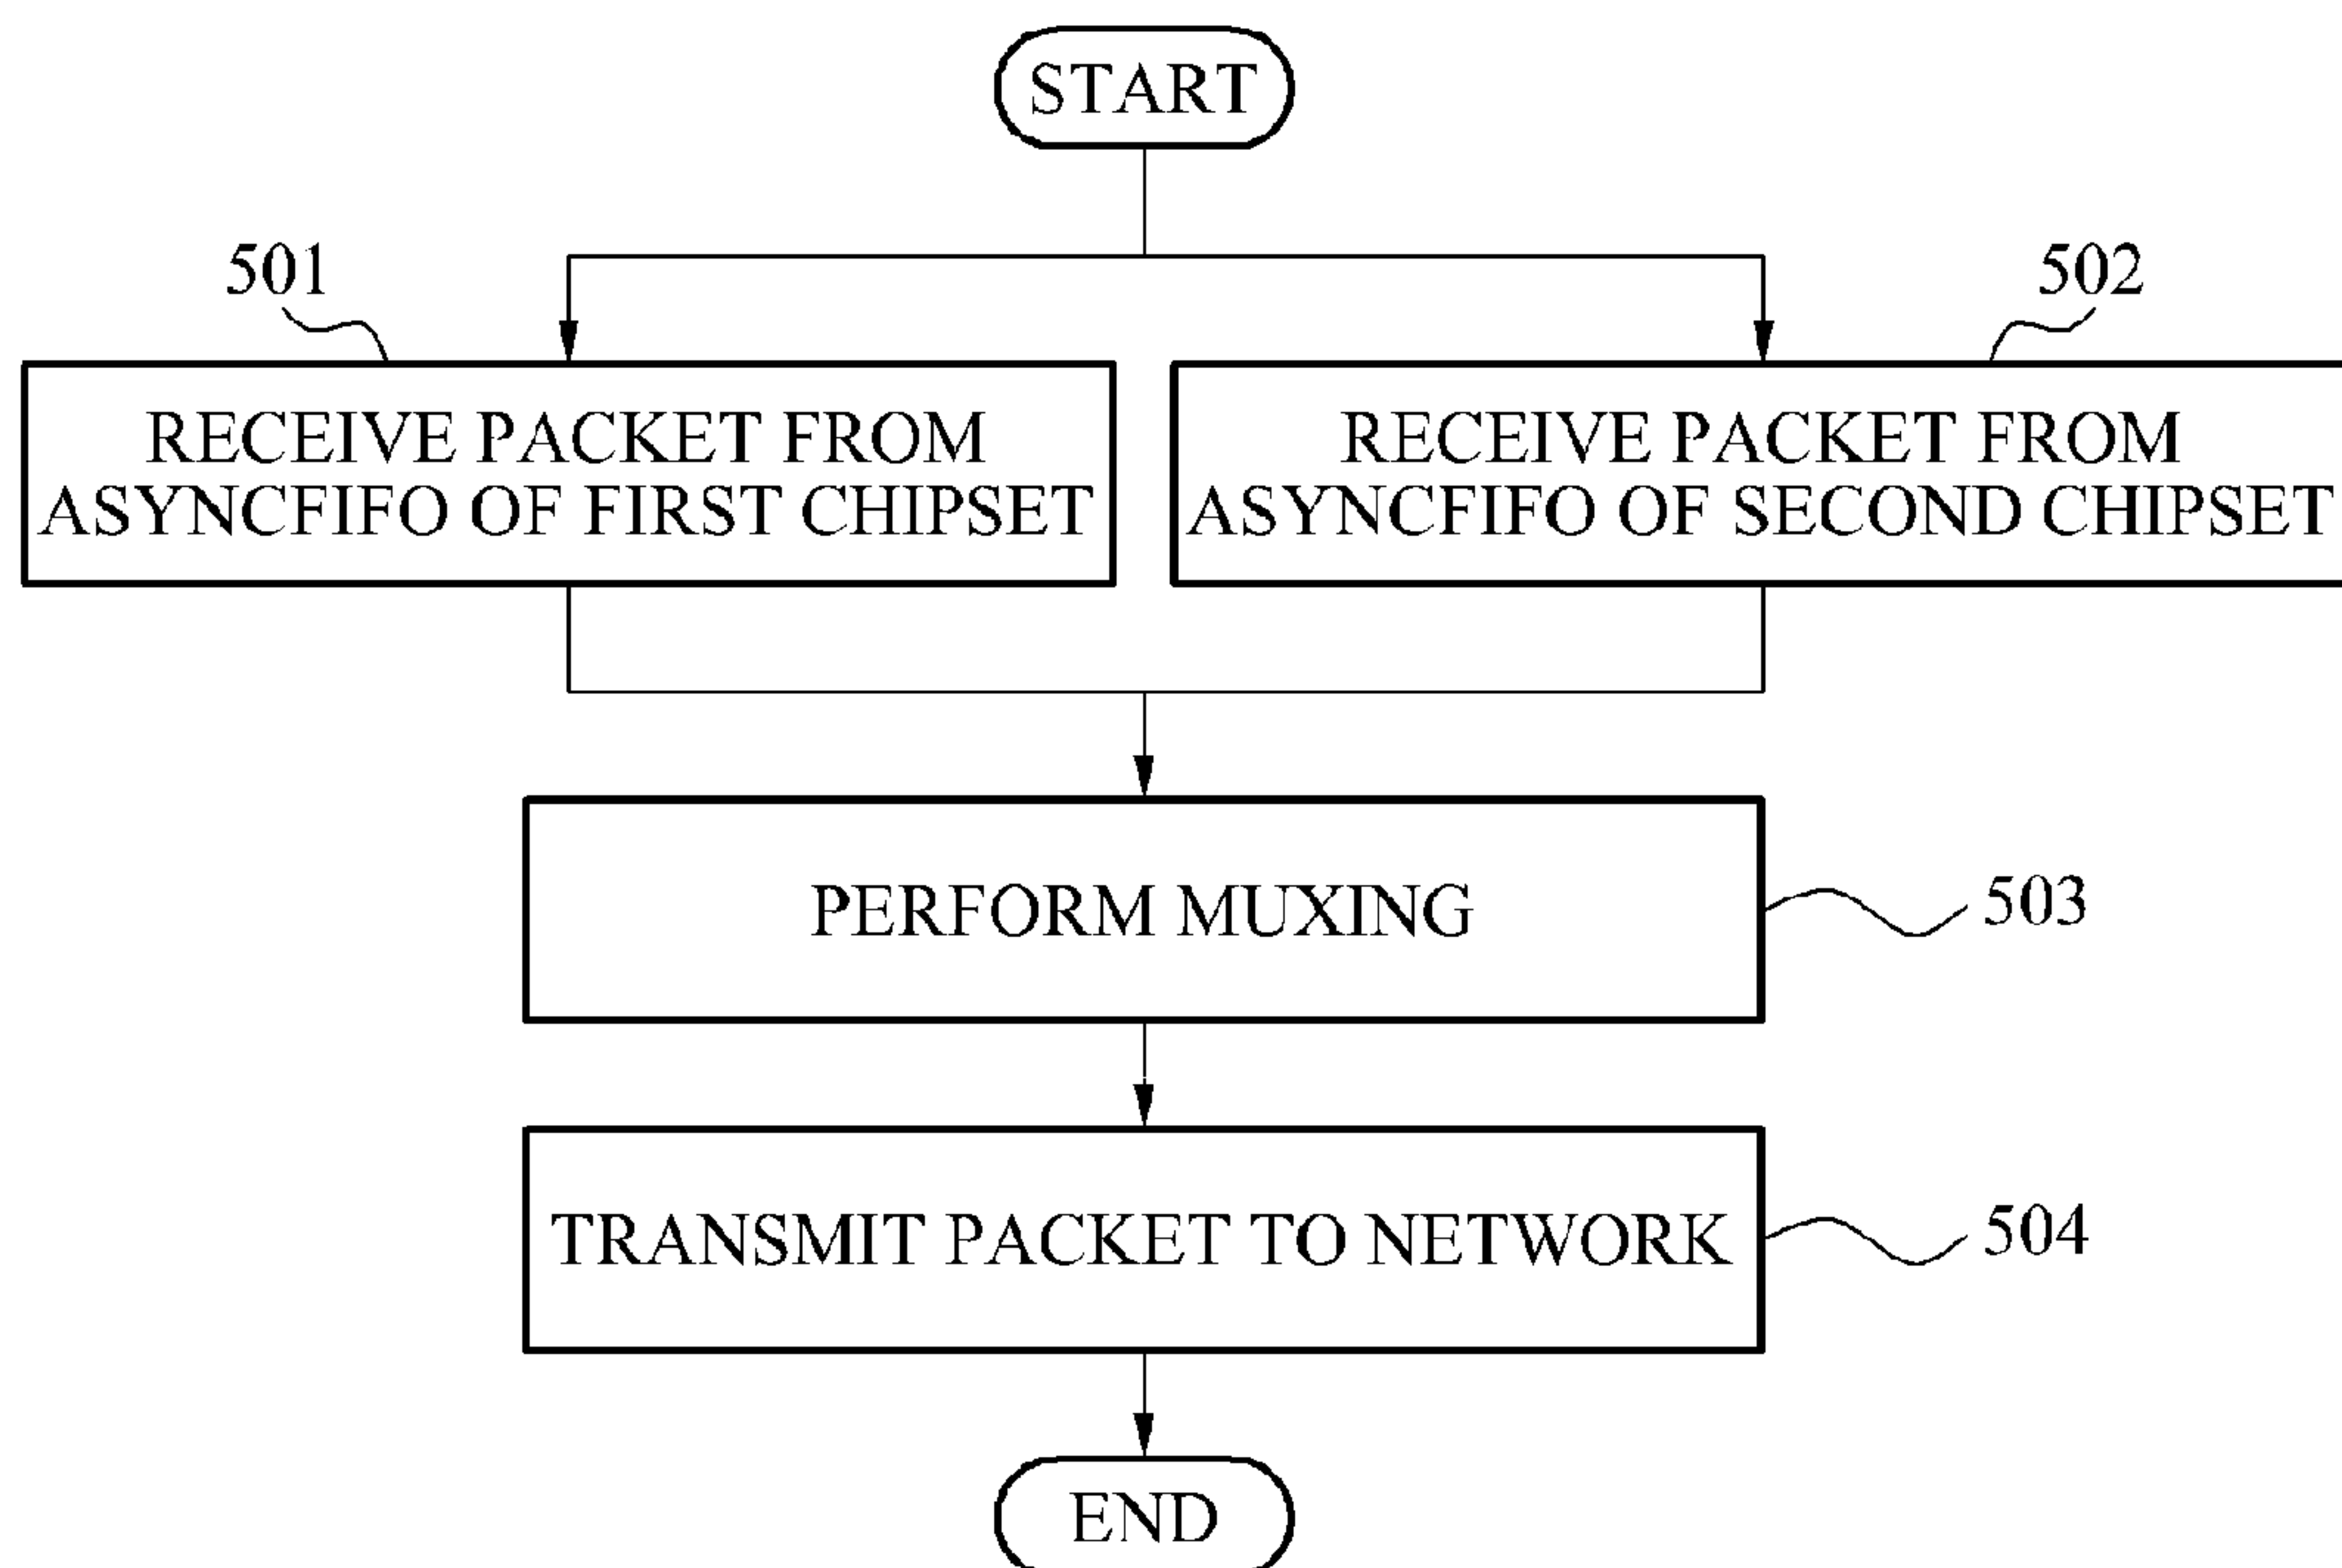 START
501
502
RECEIVE PACKET FROM
ASYNCFIFO OF FIRST CHIPSET
RECEIVE PACKET FROM
ASYNCFIFO OF SECOND CHIPSET
PERFORM MUXING
503
TRANSMIT PACKET TO NETWORK
504
END